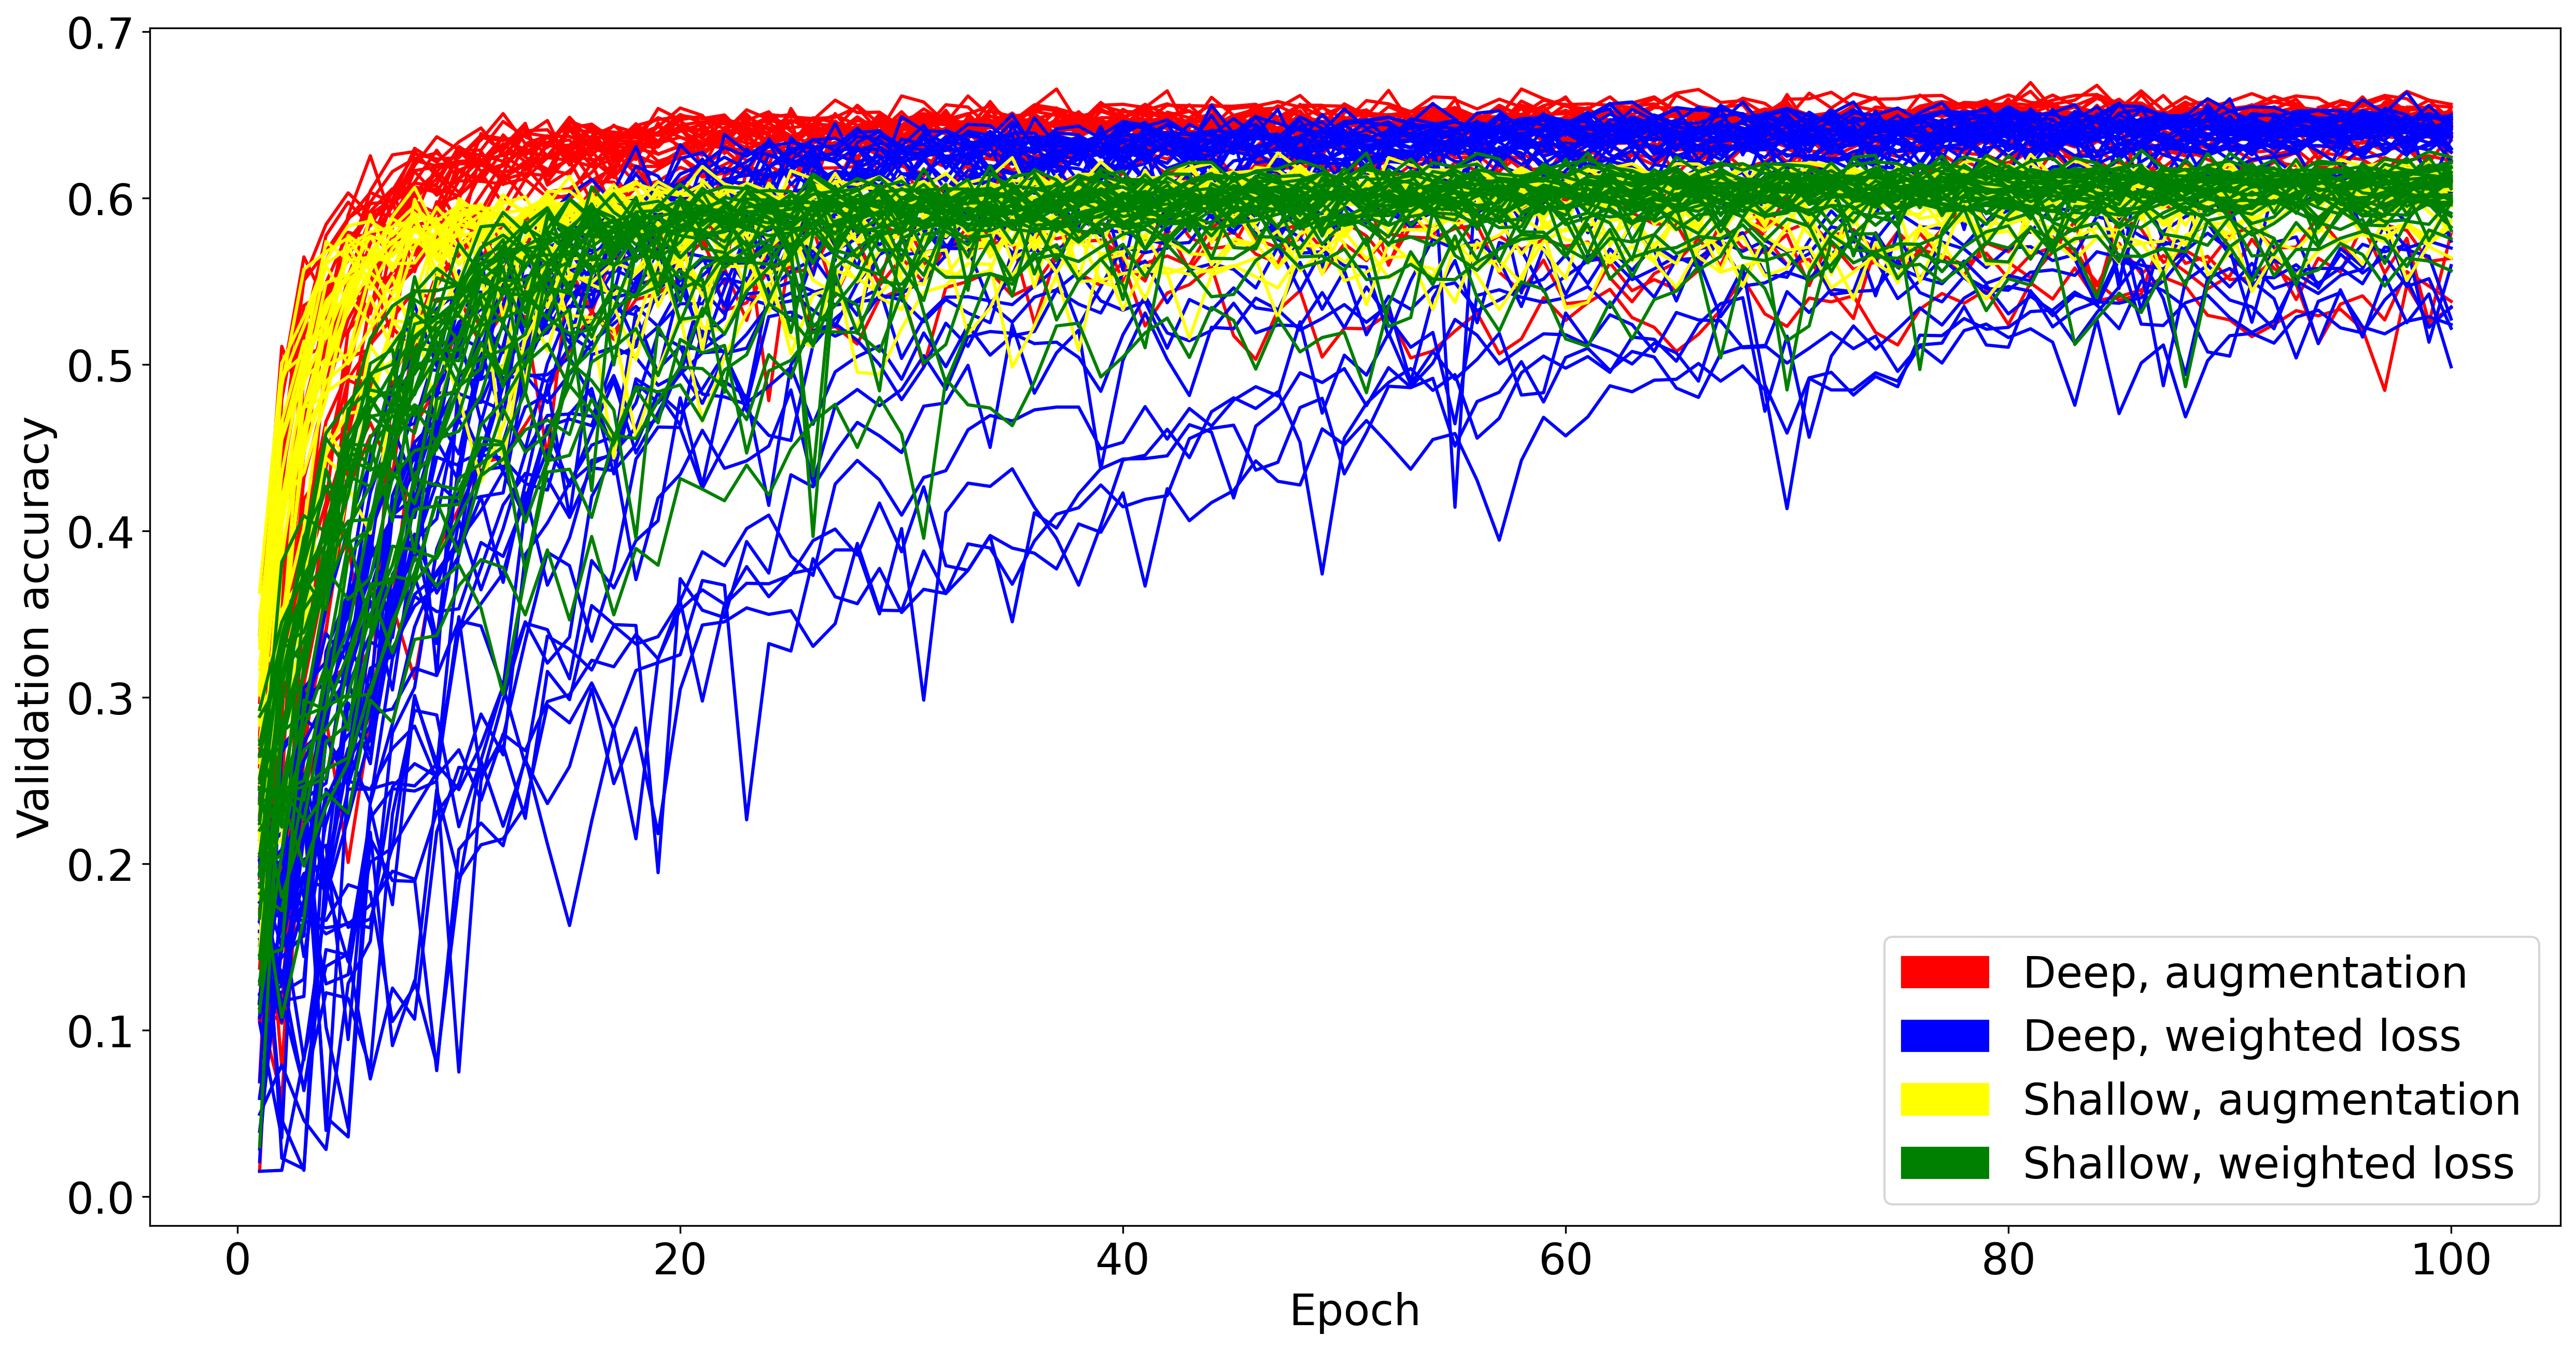 0.7
0.6
0.5
0.4
0.3
0.2
0.1
0.0
Validation accuracy
0
20
40
60
80
100
Epoch
Deep, augmentation
Deep, weighted loss
Shallow, augmentation
Shallow, weighted loss